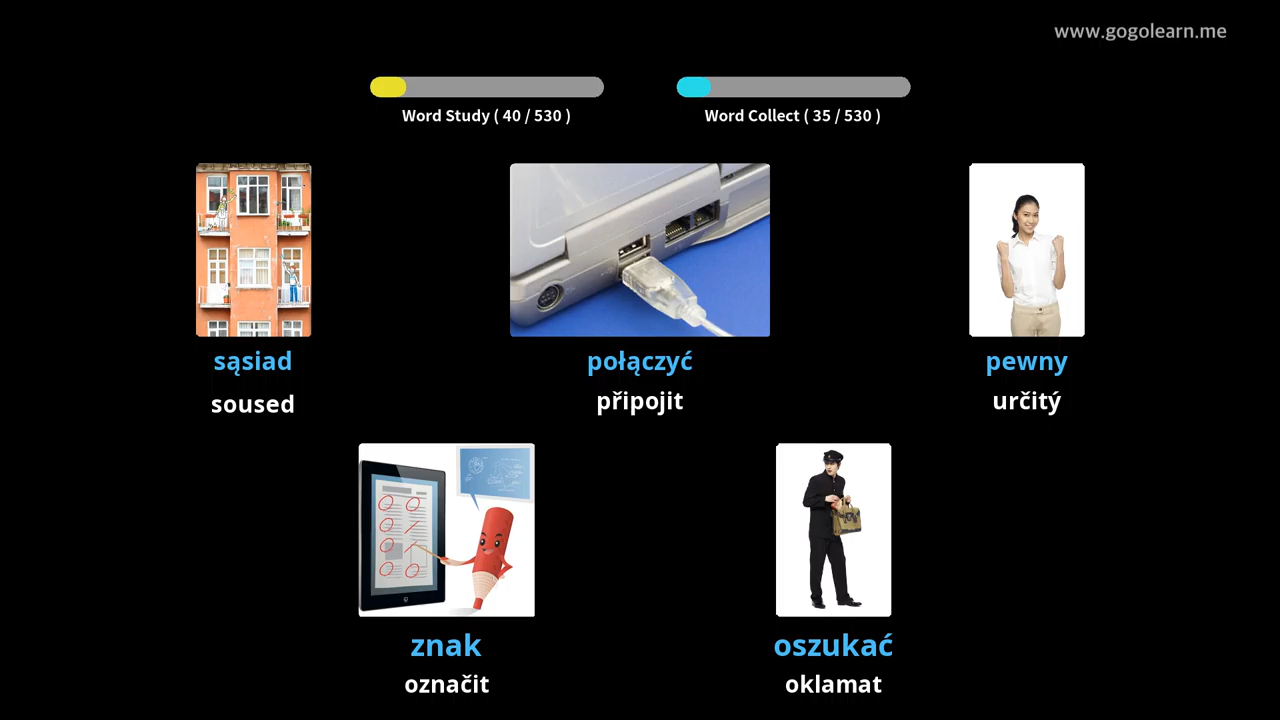 www.gogolearn.me
Word Study ( 40 / 530 )
Word Collect ( 35 / 530 )
sąsiad
soused
połączyć
připojit
pewny
určitý
znak
označit
oszukać
oklamat